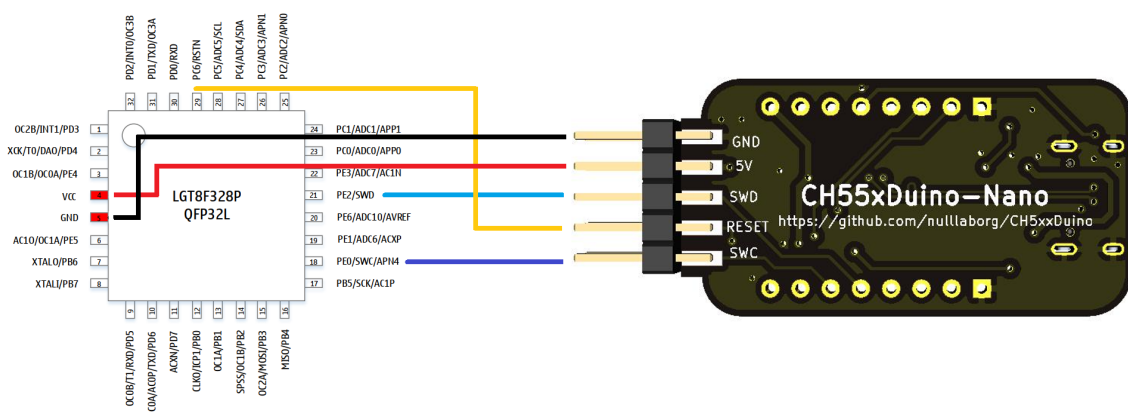 PD2/INT0/OC3B
PD1/TXD/OC3A
PD0/RXD
PC6/RSTN
PC5/ADC5/SCL
PC4/ADC4/SDA
PC3/ADC3/APN1
PC2/ADC2/APN0
32
31
30
29
28
27
26
25
OC2B/INT1/PD3 1
XCK/T0/DAO/PD4 2
OC1B/OC0A/PE4 3
VCC 4
GND 5
AC1O/OC1A/PE5 6
XTALO/PB6 7
XTALI/PB7 8
LGT8F328P
QFP32L
24 PC1/ADC1/APP1
23 PC0/ADC0/APP0
22 PE3/ADC7/AC1N
21 PE2/SWD
20 PE6/ADC10/AVREF
19 PE1/ADC6/ACXP
18 PE0/SWC/APN4
17 PB5/SCK/AC1P
9
10
11
12
13
14
15
16
OC0B/T1/RXD/PD5
C0A/AC0P/TXD/PD6
ACXN/PD7
CLKO/ICP1/PB0
OC1A/PB1
SPSS/OC1B/PB2
OC2A/MOSI/PB3
MISO/PB4
GND
5V
SWD
RESET
SWC
CH55xDuino-Nano
https://github.com/nulllaborg/CH5xxDuino